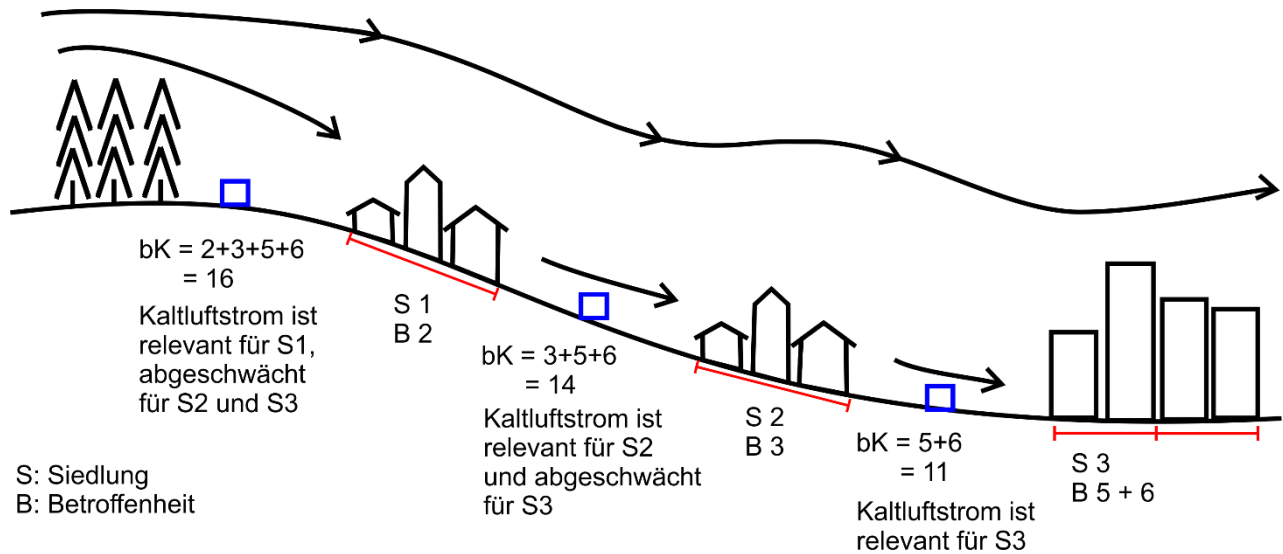 bK = 2+3+5+6
= 16
Kaltluftstrom ist
relevant für S1,
abgeschwächt
für S2 und S3
S 1
B 2
bK = 3+5+6
= 14
Kaltluftstrom ist
relevant für S2
und abgeschwächt
für S3
S 2
B 3
bK = 5+6
= 11
Kaltluftstrom ist
relevant für S3
S 3
B 5 + 6
S: Siedlung
B: Betroffenheit